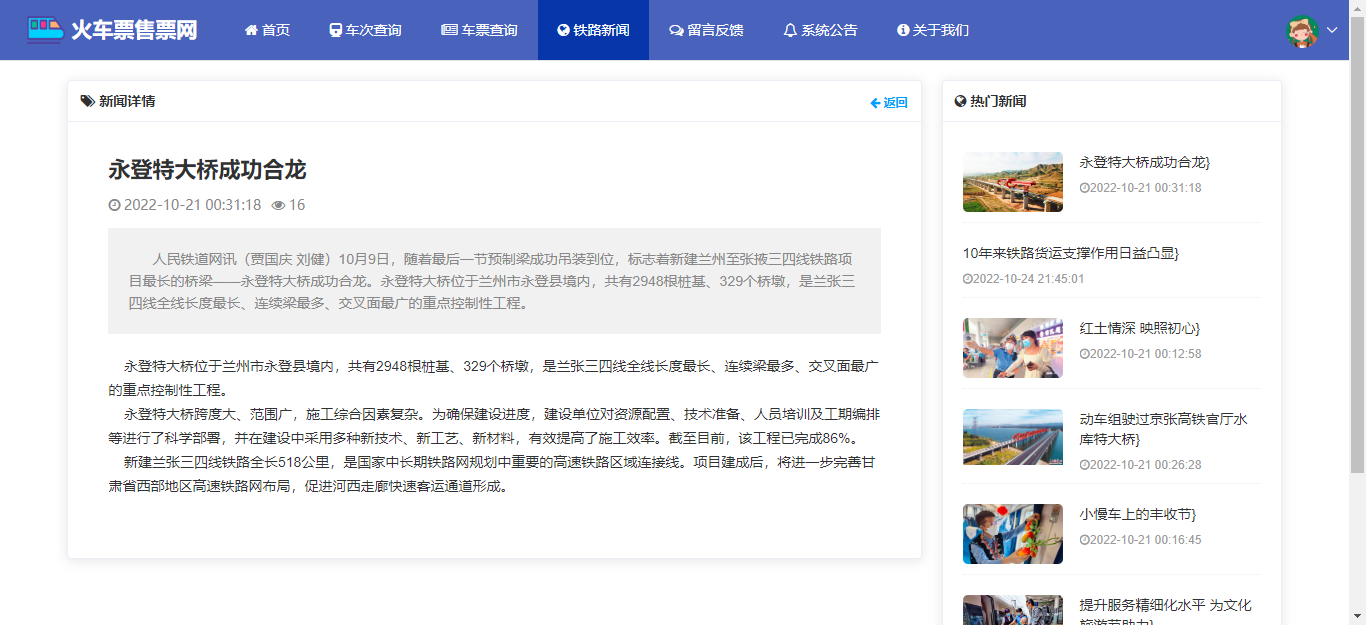 火车票售票网
首页
车次查询
车票查询
铁路新闻
留言反馈
系统公告
关于我们
新闻详情
返回
永登特大桥成功合龙
2022-10-21 00:31:18 16
人民铁道网讯（贾国庆 刘健）10月9日，随着最后一节预制梁成功吊装到位，标志着新建兰州至张掖三四线铁路项
目最长的桥梁——永登特大桥成功合龙。永登特大桥位于兰州市永登县境内，共有2948根桩基、329个桥墩，是兰张三
四线全线长度最长、连续梁最多、交叉面最广的重点控制性工程。
永登特大桥位于兰州市永登县境内，共有2948根桩基、329个桥墩，是兰张三四线全线长度最长、连续梁最多、交叉面最广
的重点控制性工程。
永登特大桥跨度大、范围广，施工综合因素复杂。为确保建设进度，建设单位对资源配置、技术准备、人员培训及工期编排
等进行了科学部署，并在建设中采用多种新技术、新工艺、新材料，有效提高了施工效率。截至目前，该工程已完成86%。
新建兰张三四线铁路全长518公里，是国家中长期铁路网规划中重要的高速铁路区域连接线。项目建成后，将进一步完善甘
肃省西部地区高速铁路网布局，促进河西走廊快速客运通道形成。
热门新闻
永登特大桥成功合龙}
2022-10-21 00:31:18
10年来铁路货运支撑作用日益凸显}
2022-10-24 21:45:01
红土情深 映照初心}
2022-10-21 00:12:58
动车组驶过京张高铁官厅水
库特大桥}
2022-10-21 00:26:28
小慢车上的丰收节}
2022-10-21 00:16:45
提升服务精细化水平 为文化
旅游节助力}